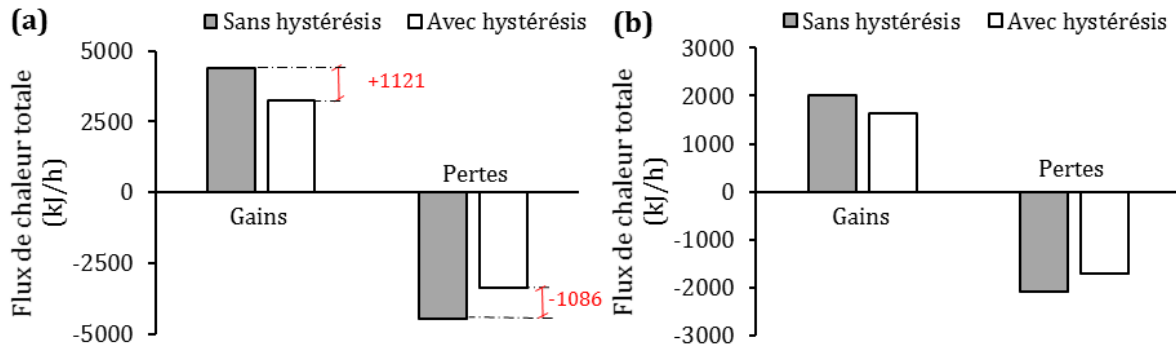 (a)
Sans hystérésis Avec hystérésis
Flux de chaleur totale
(kJ/h)
5000
2500
0
-2500
-5000
+1121
Gains
Pertes
-1086
(b)
Sans hystérésis Avec hystérésis
Flux de chaleur totale
(kJ/h)
3000
2000
1000
0
-1000
-2000
-3000
Gains
Pertes